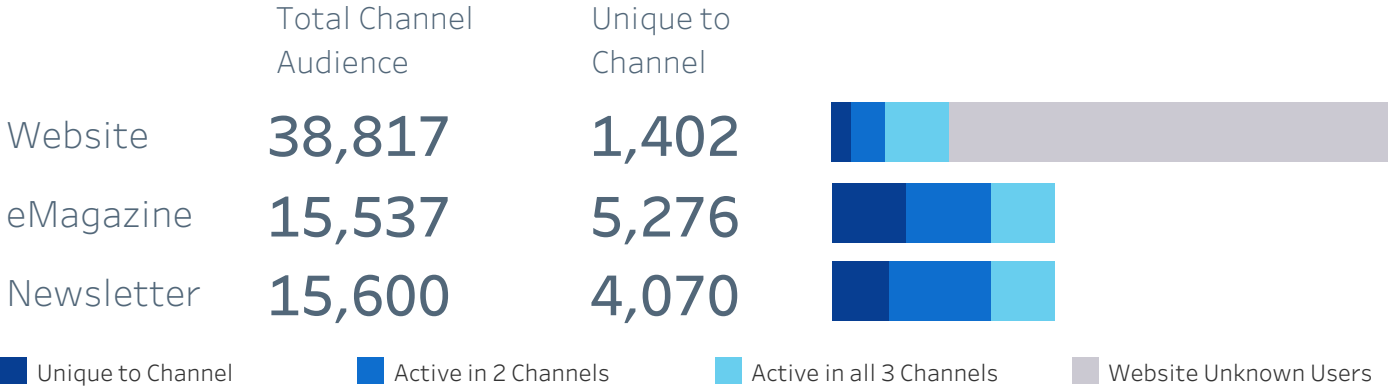 Total Channel
Audience
Unique to
Channel
Website 38,817 1,402
eMagazine 15,537 5,276
Newsletter 15,600 4,070
Unique to Channel Active in 2 Channels Active in all 3 Channels Website Unknown Users